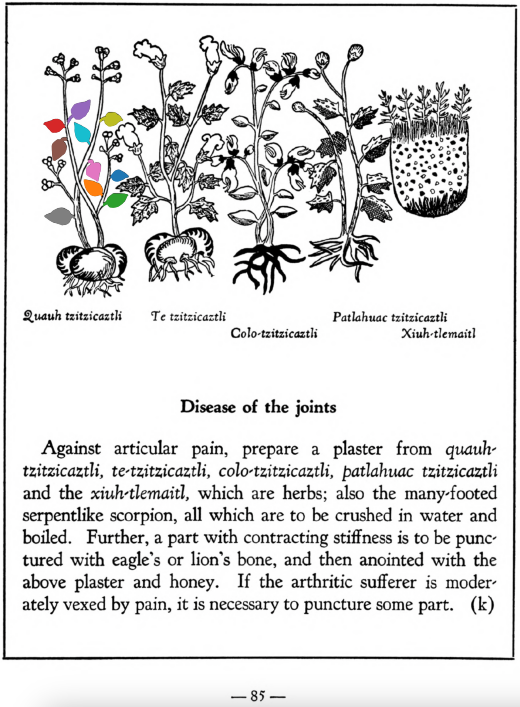 Quauh tzitzicaztli Te tzitzicaztli Patlahuac tzitzicaztli
Colo-tzitzicaztli Xiuh-tlemaitl
Disease of the joints
Against articular pain, prepare a plaster from quauh-
tzitzicaztli, te-tzitzicaztli, colo-tzitzicaztli, patlahuac tzitzicaztli
and the xiuh-tlemaitl, which are herbs; also the many-footed
serpentlike scorpion, all which are to be crushed in water and
boiled. Further, a part with contracting stiffness is to be punc-
tured with eagle's or lion's bone, and then anointed with the
above plaster and honey. If the arthritic sufferer is moder-
ately vexed by pain, it is necessary to puncture some part. (k)
— 85 —